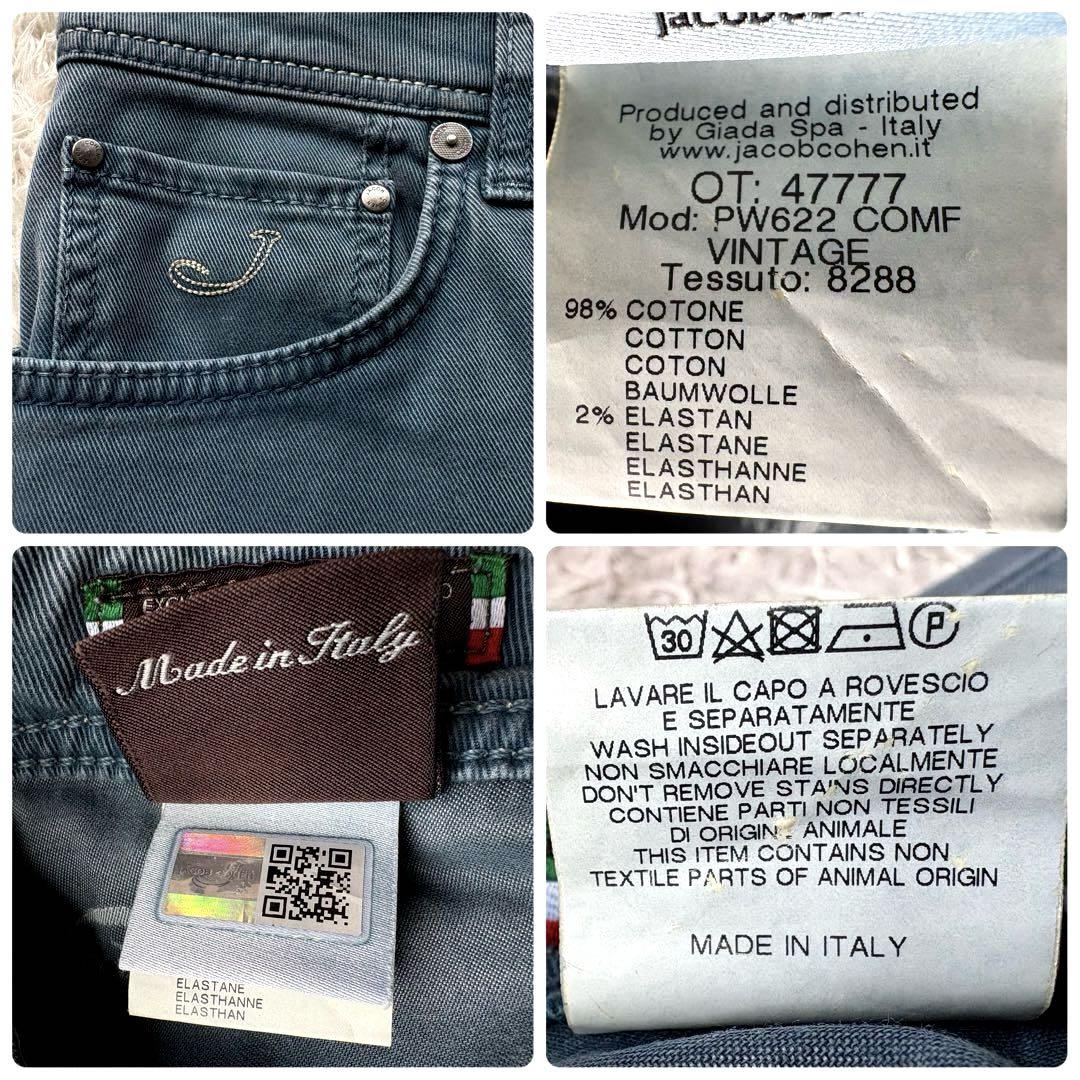 J
Produced and distributed
by Giada Spa - Italy
www.jacobcohen.it
OT: 47777
Mod: PW622 COMF
VINTAGE
Tessuto: 8288
98% COTONE
COTTON
COTON
BAUMWOLLE
2% ELASTAN
ELASTANE
ELASTHANNE
ELASTHAN
Made in Italy
ELASTANE
ELASTHANNE
ELASTHAN
30
P
LAVARE IL CAPO A ROVESCIO
E SEPARATAMENTE
WASH INSIDEOUT SEPARATELY
NON SMACCHIARE LOCALMENTE
DON'T REMOVE STAINS DIRECTLY
CONTIENE PARTI NON TESSILI
DI ORIGINE ANIMALE
THIS ITEM CONTAINS NON
TEXTILE PARTS OF ANIMAL ORIGIN
MADE IN ITALY